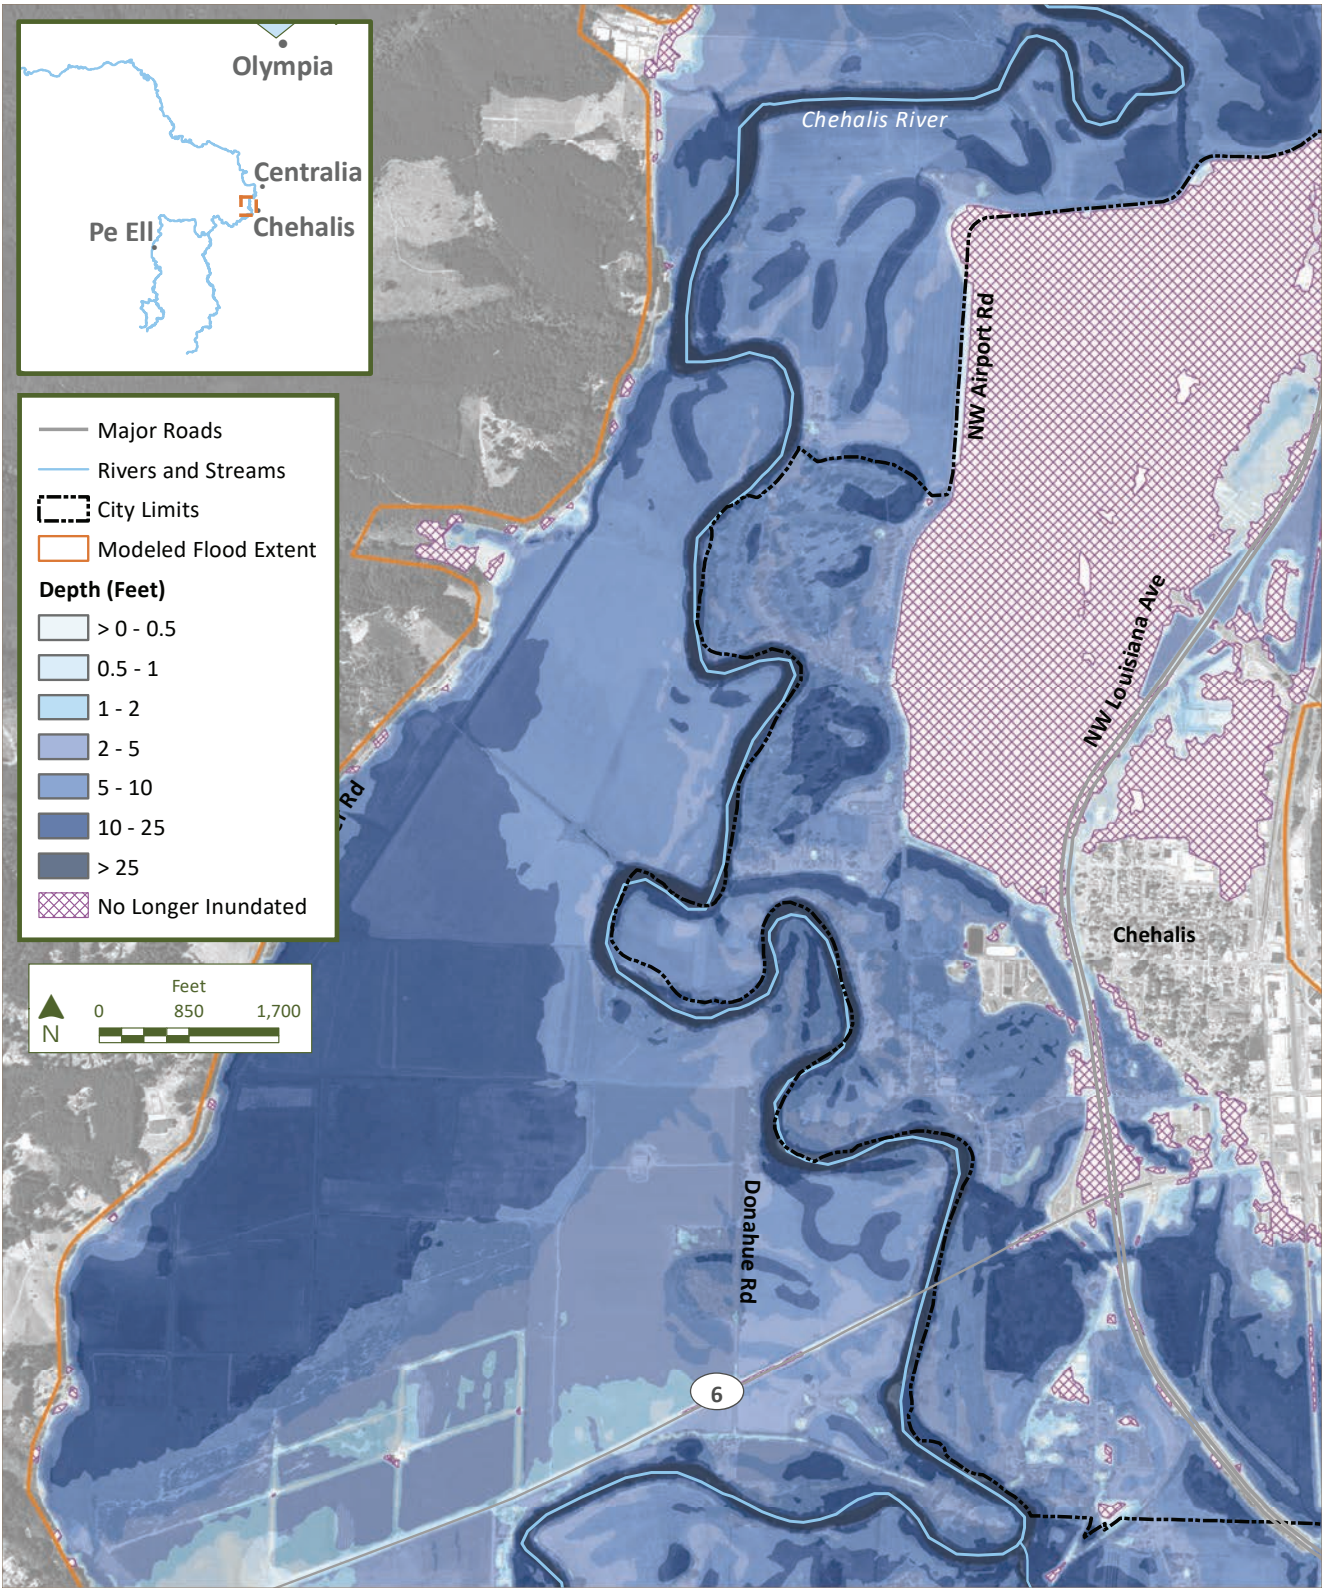 Olympia
Centralia
Pe Ell
Chehalis
Chehalis River
NW Airport Rd
Major Roads
Rivers and Streams
City Limits
Modeled Flood Extent
Depth (Feet)
> 0 - 0.5
0.5 - 1
1 - 2
2 - 5
5 - 10
10 - 25
> 25
No Longer Inundated
NW Louisiana Ave
Rd
Chehalis
Feet
0 850 1,700
N
Donahue Rd
6